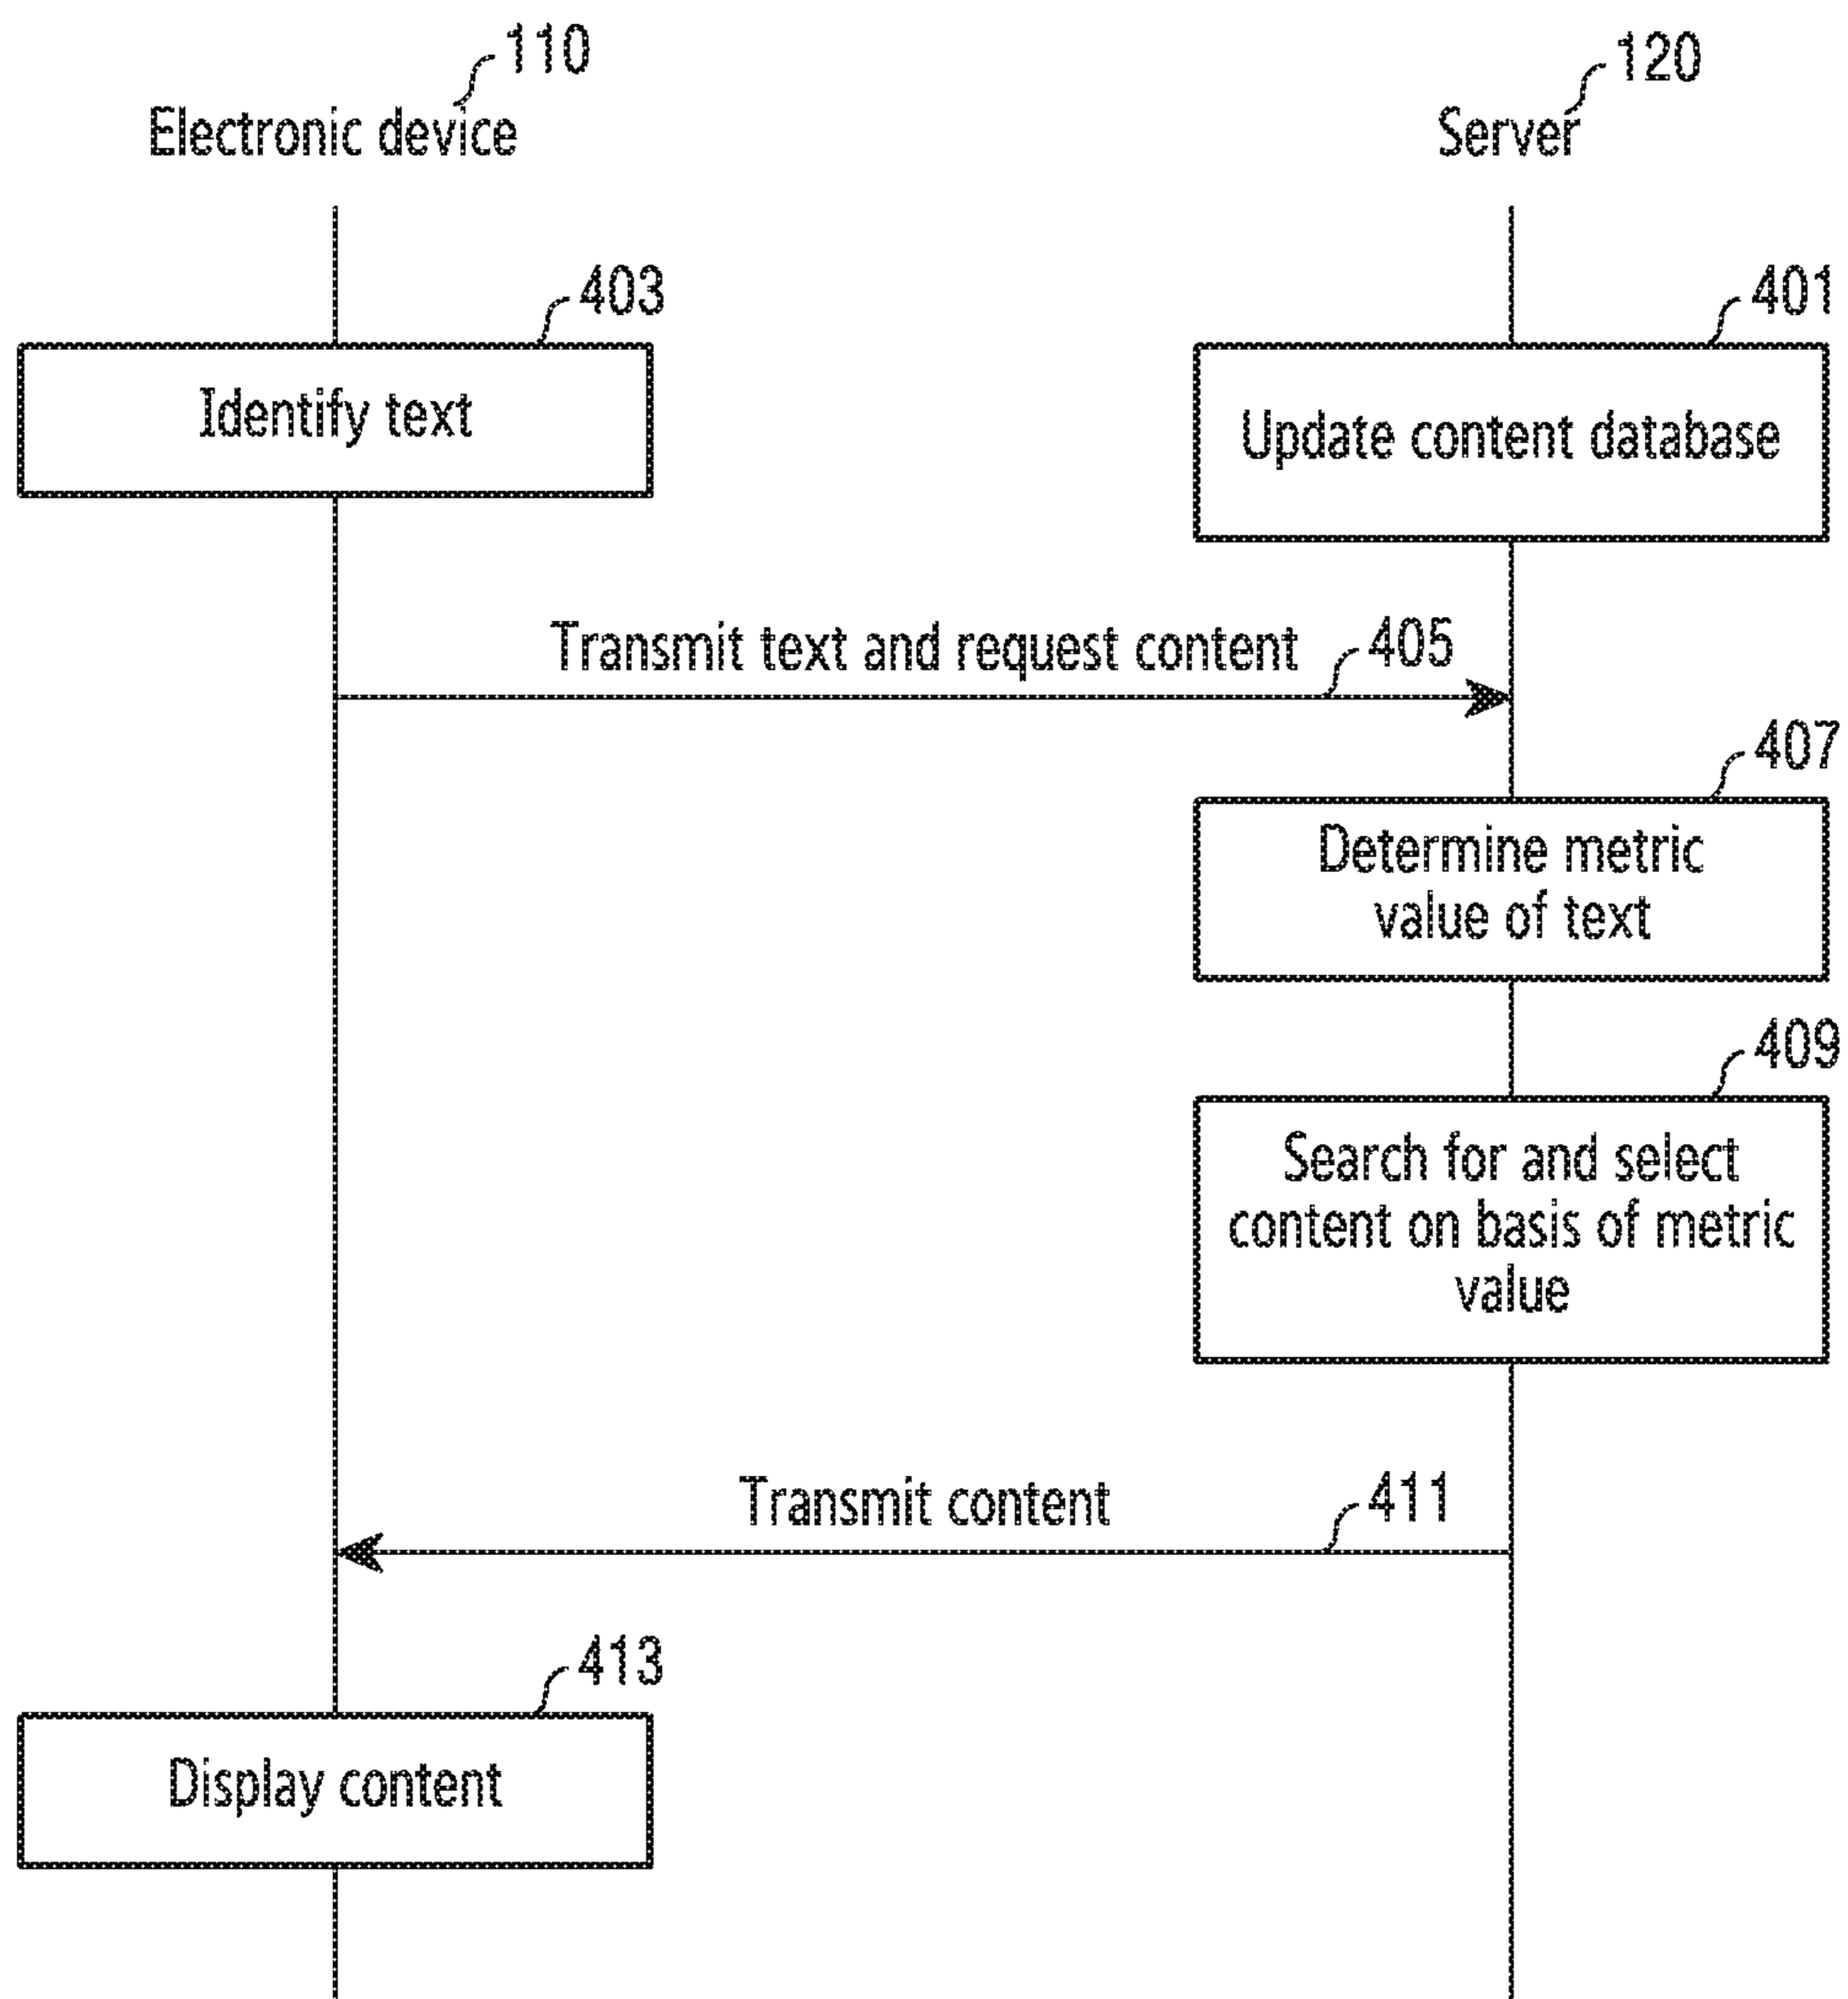 110
Electronic device
120
Server
403
Identify text
401
Update content database
Transmit text and request content
405
407
Determine metric
value of text
409
Search for and select
content on basis of metric
value
Transmit content
411
413
Display content